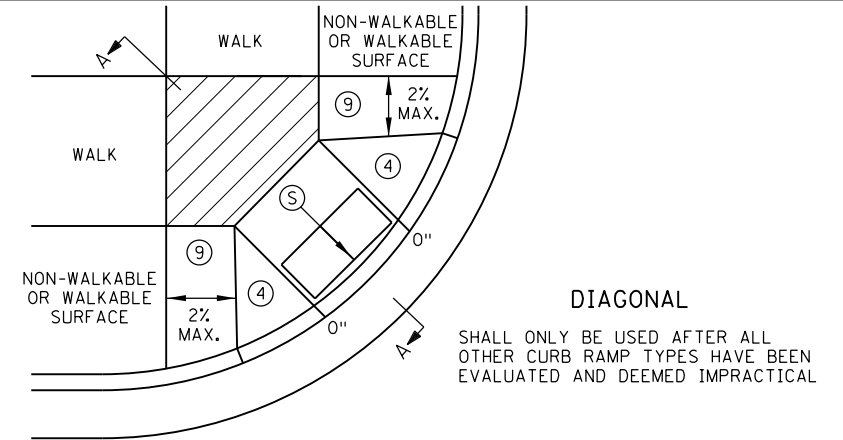 A
WALK
NON-WALKABLE
OR WALKABLE
SURFACE
9
2%
MAX.
WALK
4
S
0"
NON-WALKABLE
OR WALKABLE
SURFACE
9
2%
MAX.
4
0"
A
DIAGONAL
SHALL ONLY BE USED AFTER ALL
OTHER CURB RAMP TYPES HAVE BEEN
EVALUATED AND DEEMED IMPRACTICAL